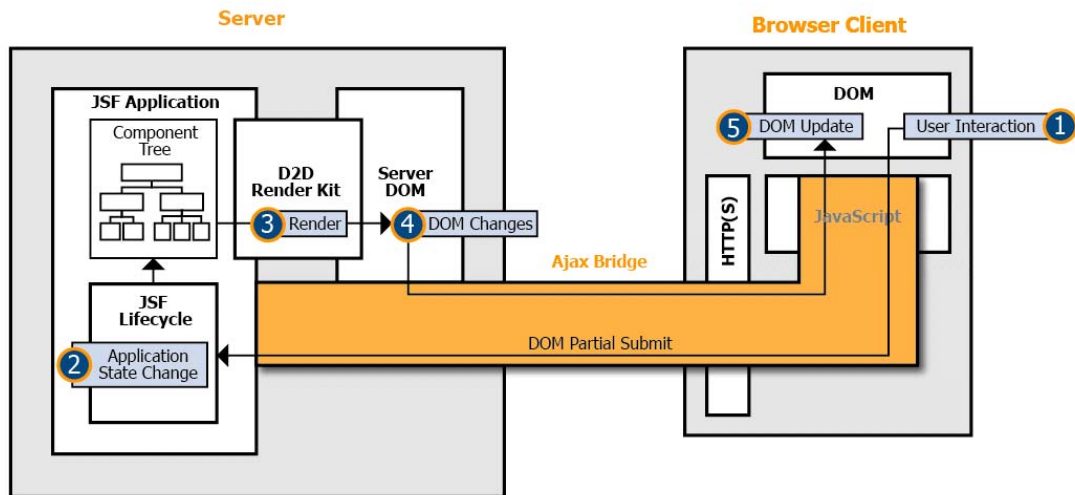 Server
Browser Client
JSF Application
Component
Tree
D2D
Render Kit
Server
DOM
3
Render
4
DOM Changes
JSF
Lifecycle
2
Application
State Change
Ajax Bridge
DOM Partial Submit
DOM
5
DOM Update
User Interaction
1
HTTP(S)
JavaScript